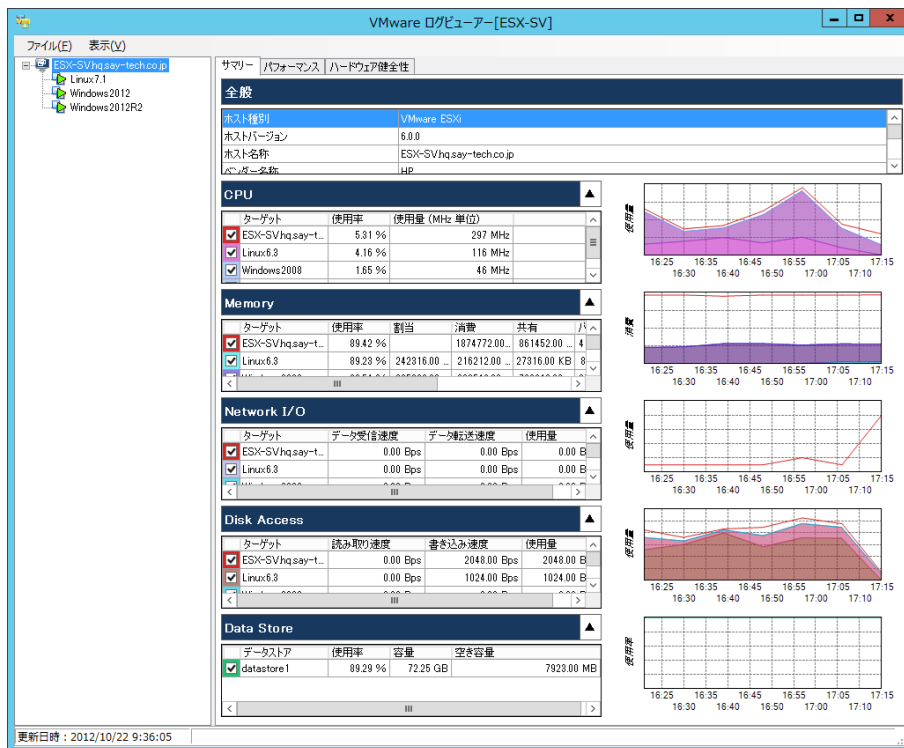 VMware ログビューアー[ESX-SV]
ファイル(F) 表示(V)
ESX-SV.hq.say-tech.co.jp
Linux7.1
Windows2012
Windows2012R2
サマリー パフォーマンス ハードウェア健全性
全般
ホスト種別 VMware ESXi
ホストバージョン 6.0.0
ホスト名称 ESX-SV.hq.say-tech.co.jp
ベンダー名称 HP
CPU
ターゲット 使用率 使用量 (MHz 単位)
ESX-SV.hq.say-t... 5.31 % 297 MHz
Linux6.3 4.16 % 116 MHz
Windows2008 1.65 % 46 MHz
使用量
16:25 16:35 16:45 16:55 17:05 17:15
16:30 16:40 16:50 17:00 17:10
Memory
ターゲット 使用率 割当 消費 共有
ESX-SV.hq.say-t... 89.42 % 1874772.00... 861452.00 ... 4
Linux6.3 89.23 % 242316.00 ... 216212.00 ... 27316.00 KB 8
消費
16:25 16:35 16:45 16:55 17:05 17:15
16:30 16:40 16:50 17:00 17:10
Network I/O
ターゲット データ受信速度 データ転送速度 使用量
ESX-SV.hq.say-t... 0.00 Bps 0.00 Bps 0.00 B
Linux6.3 0.00 Bps 0.00 Bps 0.00 B
使用量
16:25 16:35 16:45 16:55 17:05 17:15
16:30 16:40 16:50 17:00 17:10
Disk Access
ターゲット 読み取り速度 書き込み速度 使用量
ESX-SV.hq.say-t... 0.00 Bps 2048.00 Bps 2048.00 B
Linux6.3 0.00 Bps 1024.00 Bps 1024.00 B
使用量
16:25 16:35 16:45 16:55 17:05 17:15
16:30 16:40 16:50 17:00 17:10
Data Store
データストア 使用率 容量 空き容量
datastore1 89.29 % 72.25 GB 7923.00 MB
使用率
16:25 16:35 16:45 16:55 17:05 17:15
16:30 16:40 16:50 17:00 17:10
更新日時 : 2012/10/22 9:36:05